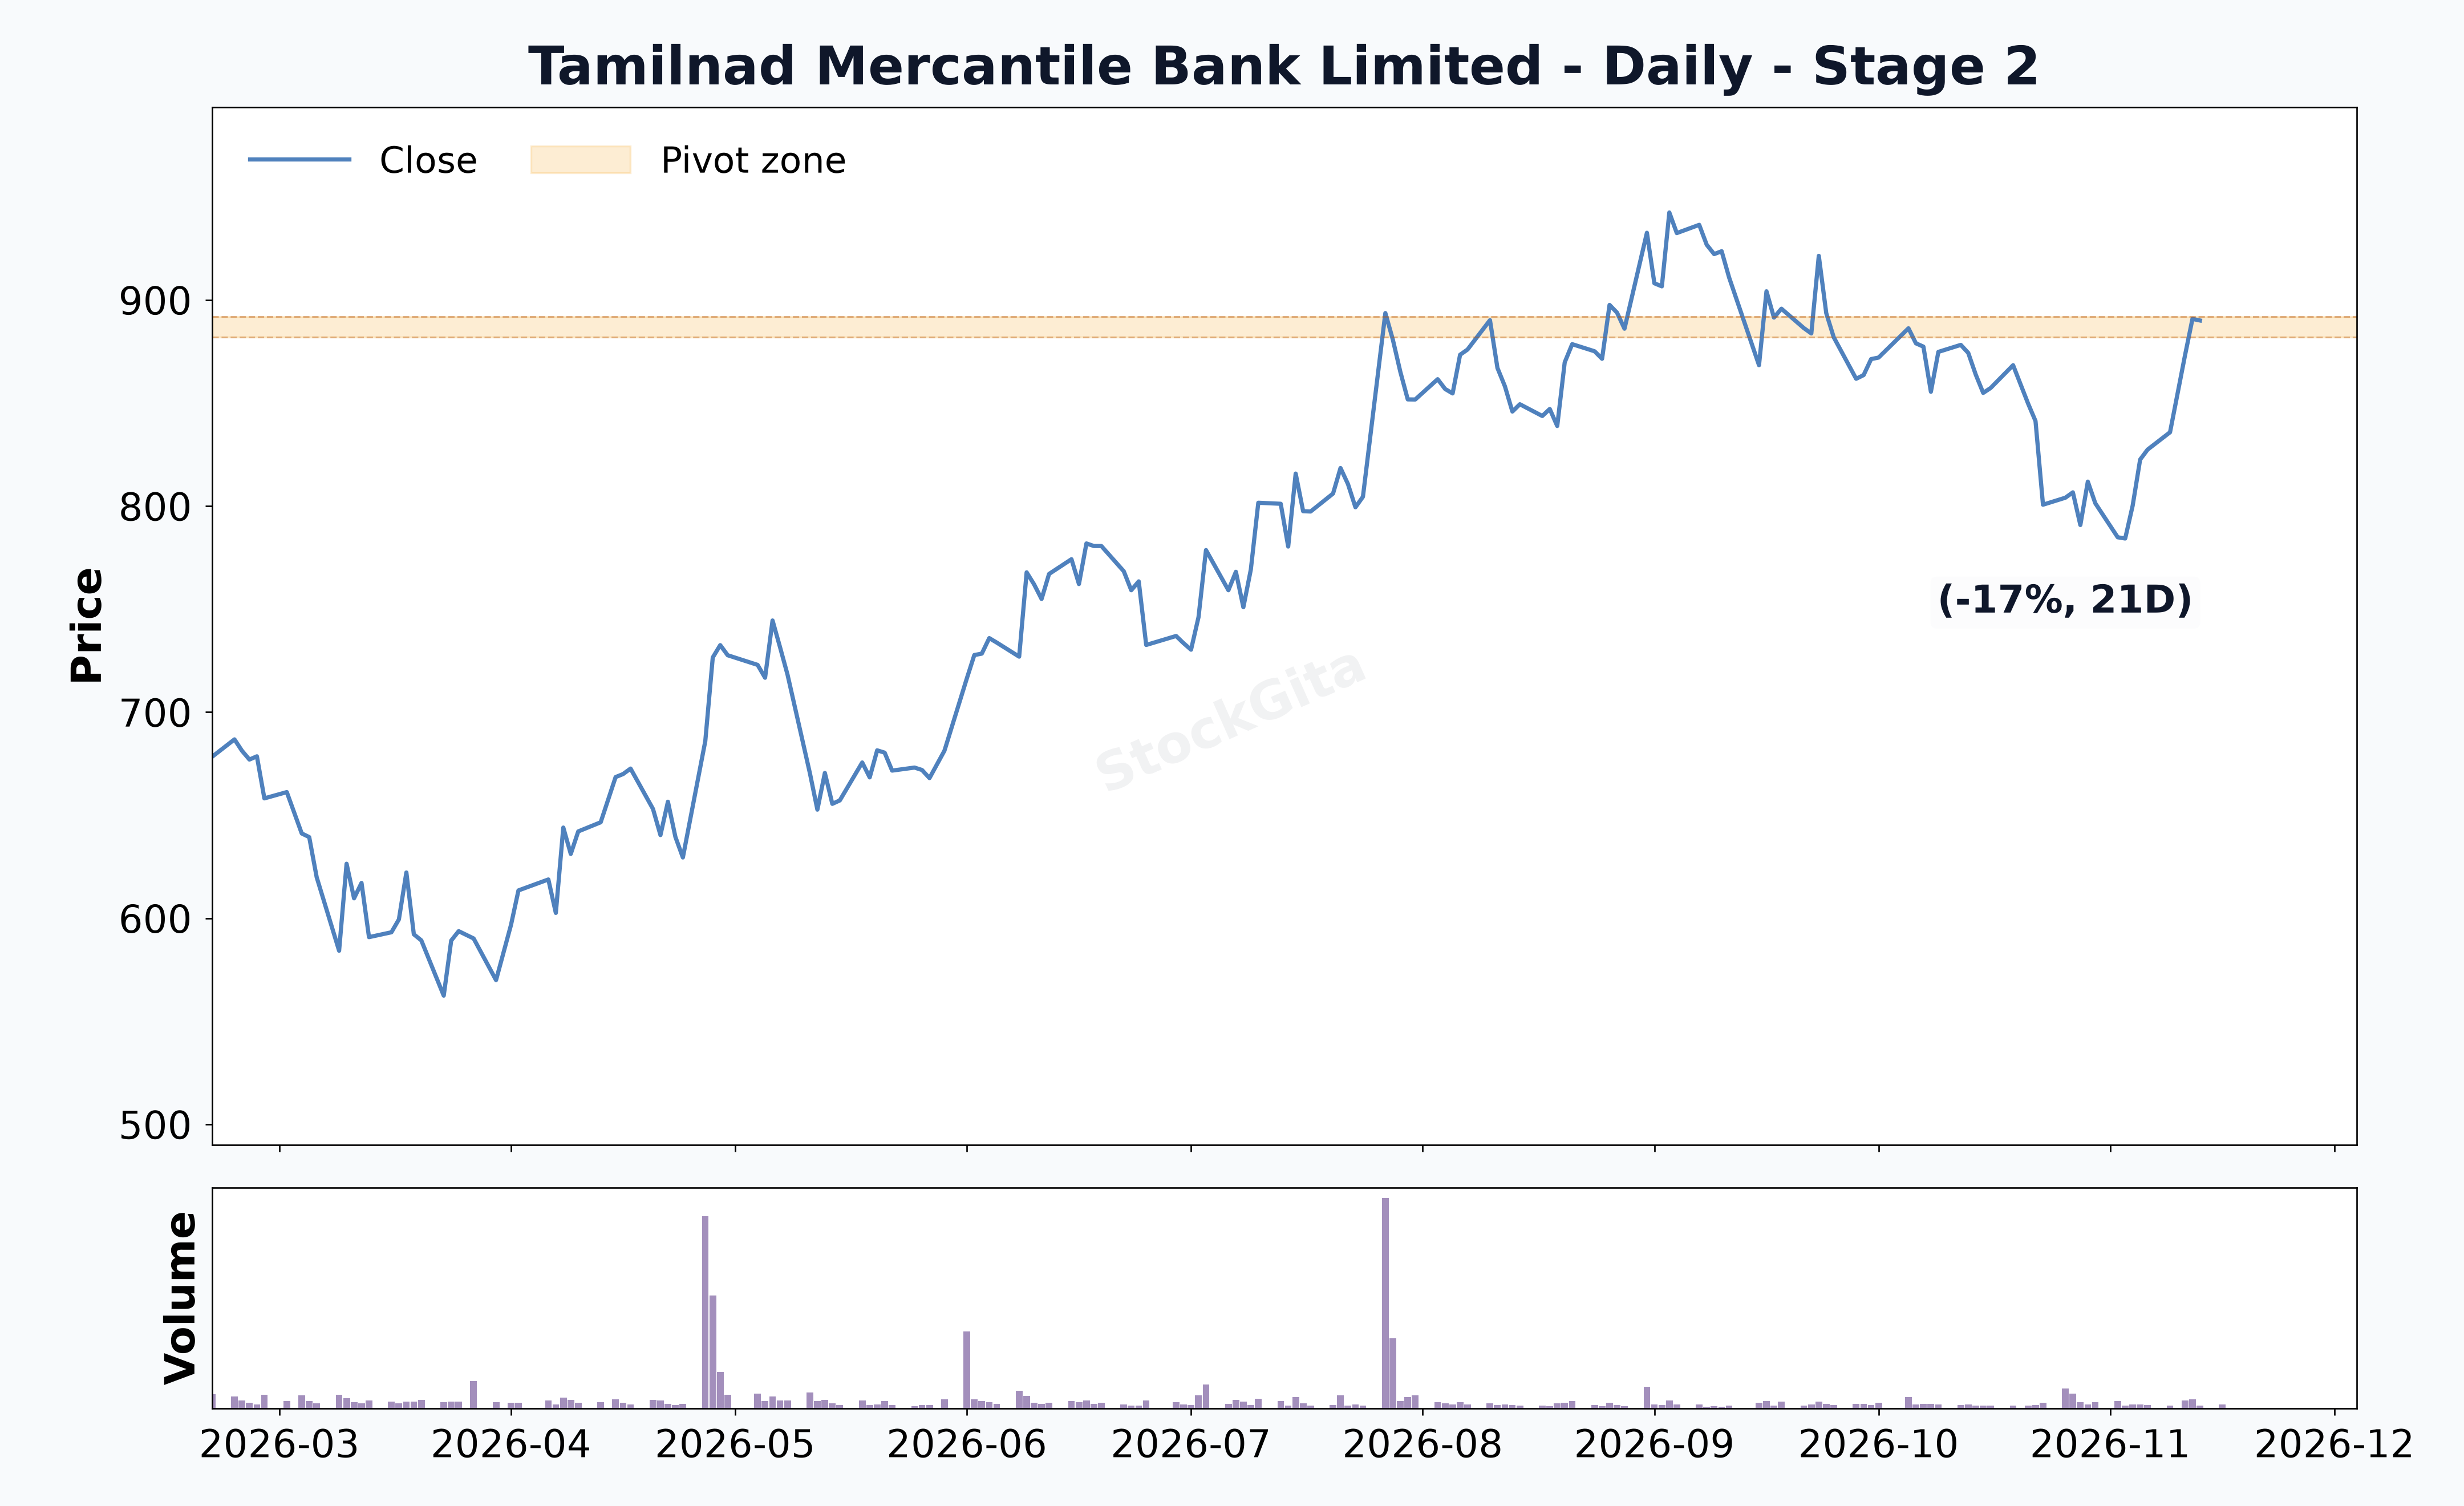 Tamilnad Mercantile Bank Limited - Daily - Stage 2
Close
Pivot zone
Price
900
800
700
600
500
(-17%, 21D)
StockGita
Volume
2026-03
2026-04
2026-05
2026-06
2026-07
2026-08
2026-09
2026-10
2026-11
2026-12